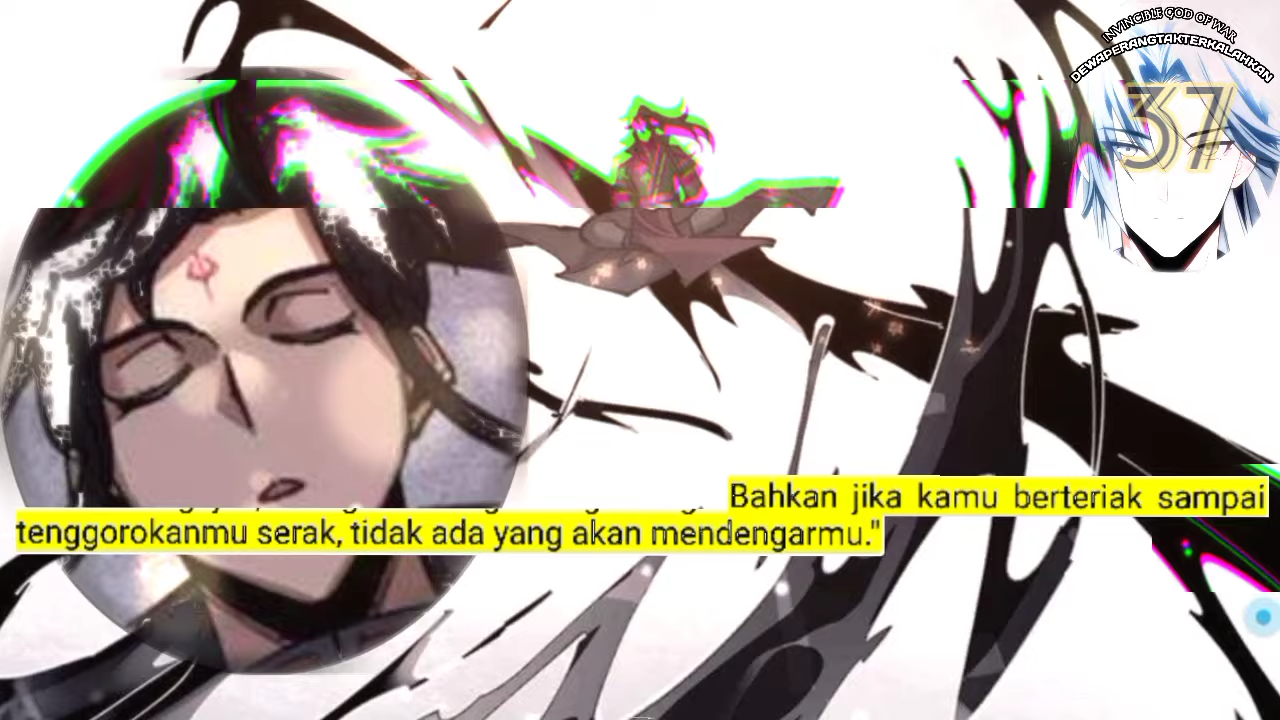 INVINCIBLE GOD OF WAR
DEWAPERANGTAKTERKALAHKAN
37
Bahkan jika kamu berteriak sampai
tenggorokanmu serak, tidak ada yang akan mendengarmu."